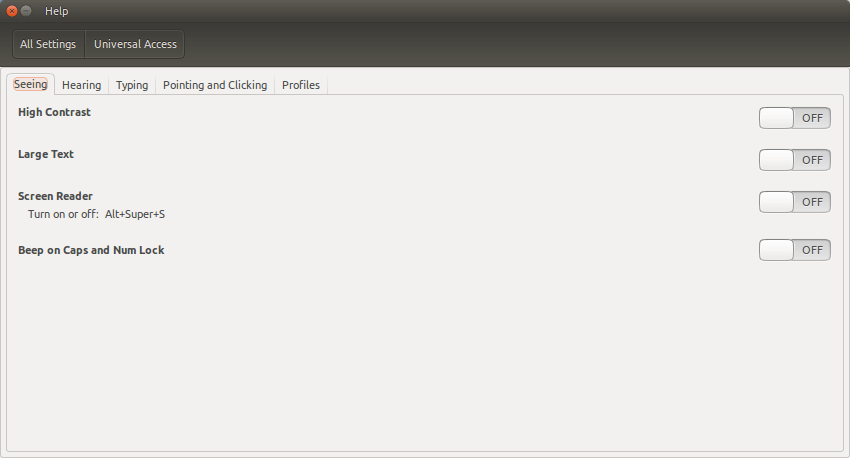 Help
All Settings Universal Access
Seeing Hearing Typing Pointing and Clicking Profiles
High Contrast OFF
Large Text OFF
Screen Reader OFF
Turn on or off: Alt+Super+S
Beep on Caps and Num Lock OFF